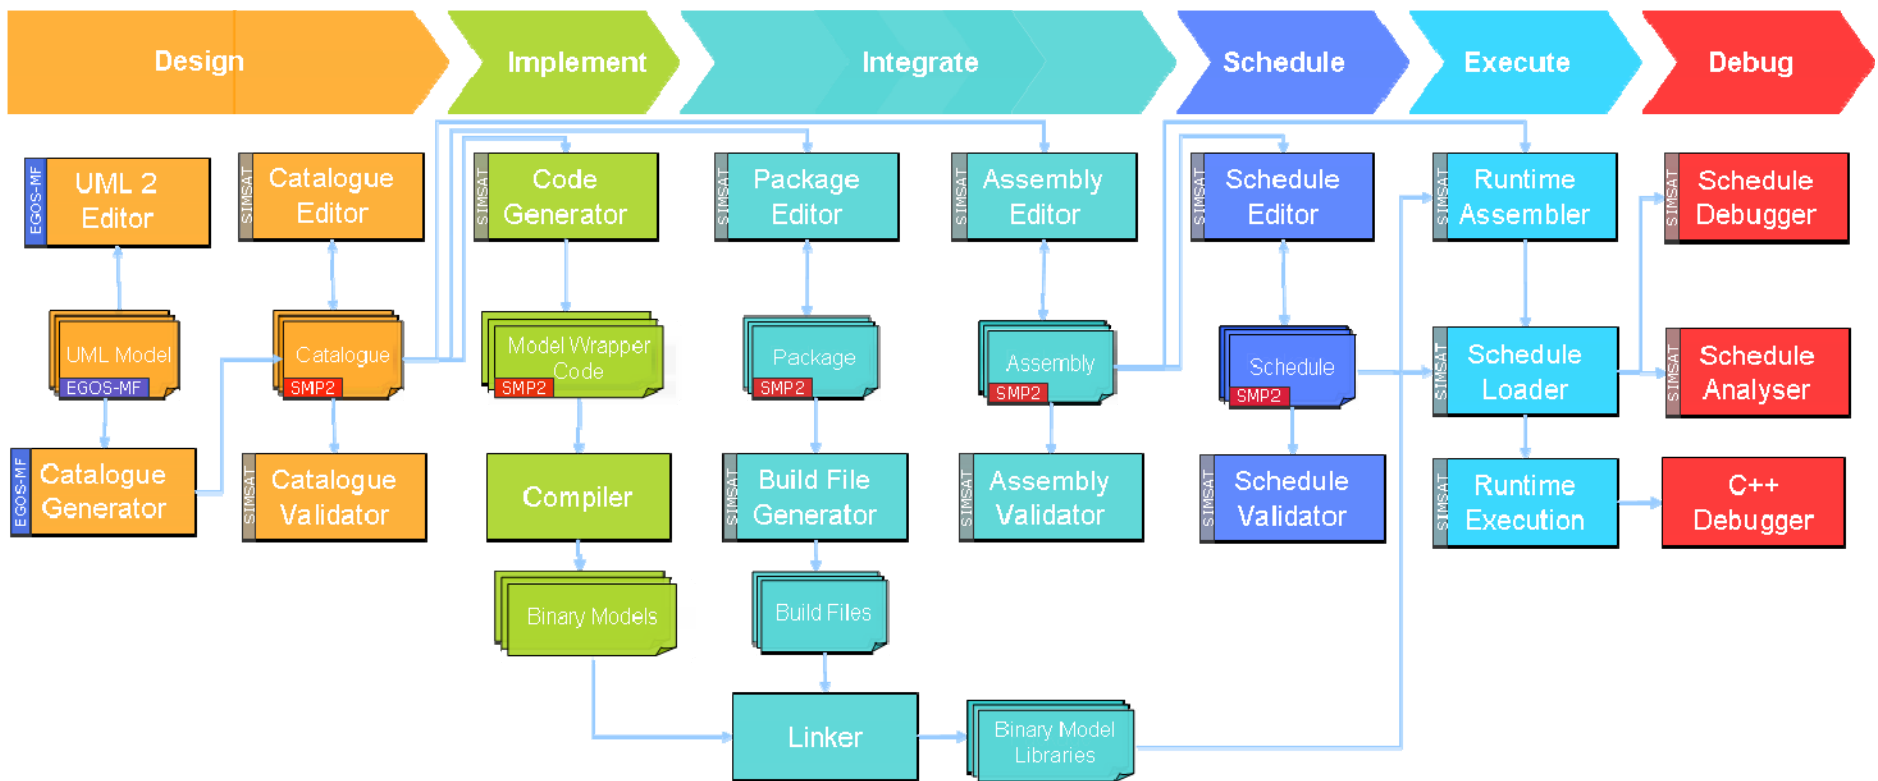 Design
Implement
Integrate
Schedule
Execute
Debug
EGOS-MF
UML 2
Editor
SIMSAT
Catalogue
Editor
SIMSAT
Code
Generator
SIMSAT
Package
Editor
SIMSAT
Assembly
Editor
SIMSAT
Schedule
Editor
SIMSAT
Runtime
Assembler
SIMSAT
Schedule
Debugger
UML Model
EGOS-MF
Catalogue
SMP2
Model Wrapper
Code
SMP2
Package
SMP2
Assembly
SMP2
Schedule
SMP2
SIMSAT
Schedule
Loader
SIMSAT
Schedule
Analyser
EGOS-MF
Catalogue
Generator
SIMSAT
Catalogue
Validator
Compiler
SIMSAT
Build File
Generator
SIMSAT
Assembly
Validator
SIMSAT
Schedule
Validator
SIMSAT
Runtime
Execution
C++
Debugger
Binary Models
Build Files
Linker
Binary Model
Libraries